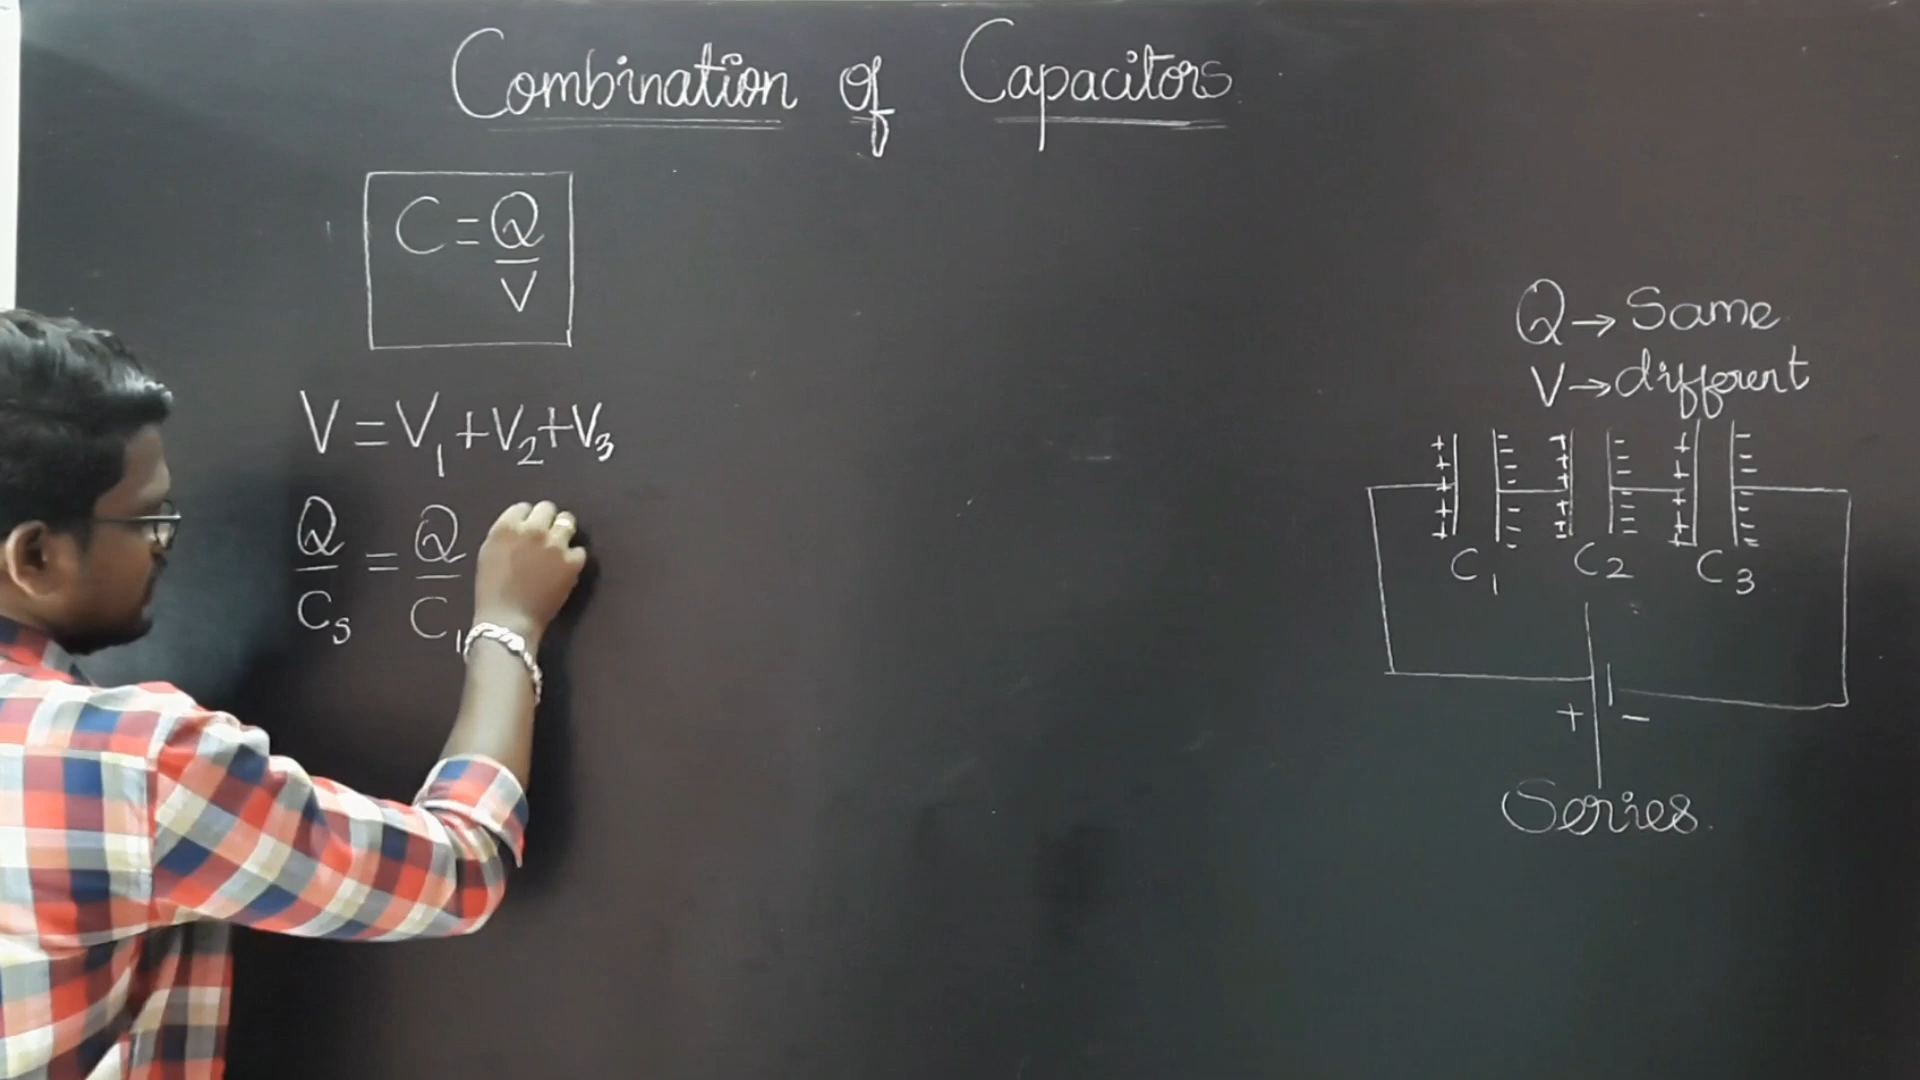 Combination of Capacitors
C = Q/V
V = V₁ + V₂ + V₃
Q/Cₛ = Q/C₁
Q → Same
V → different
C₁ C₂ C₃
+ −
Series